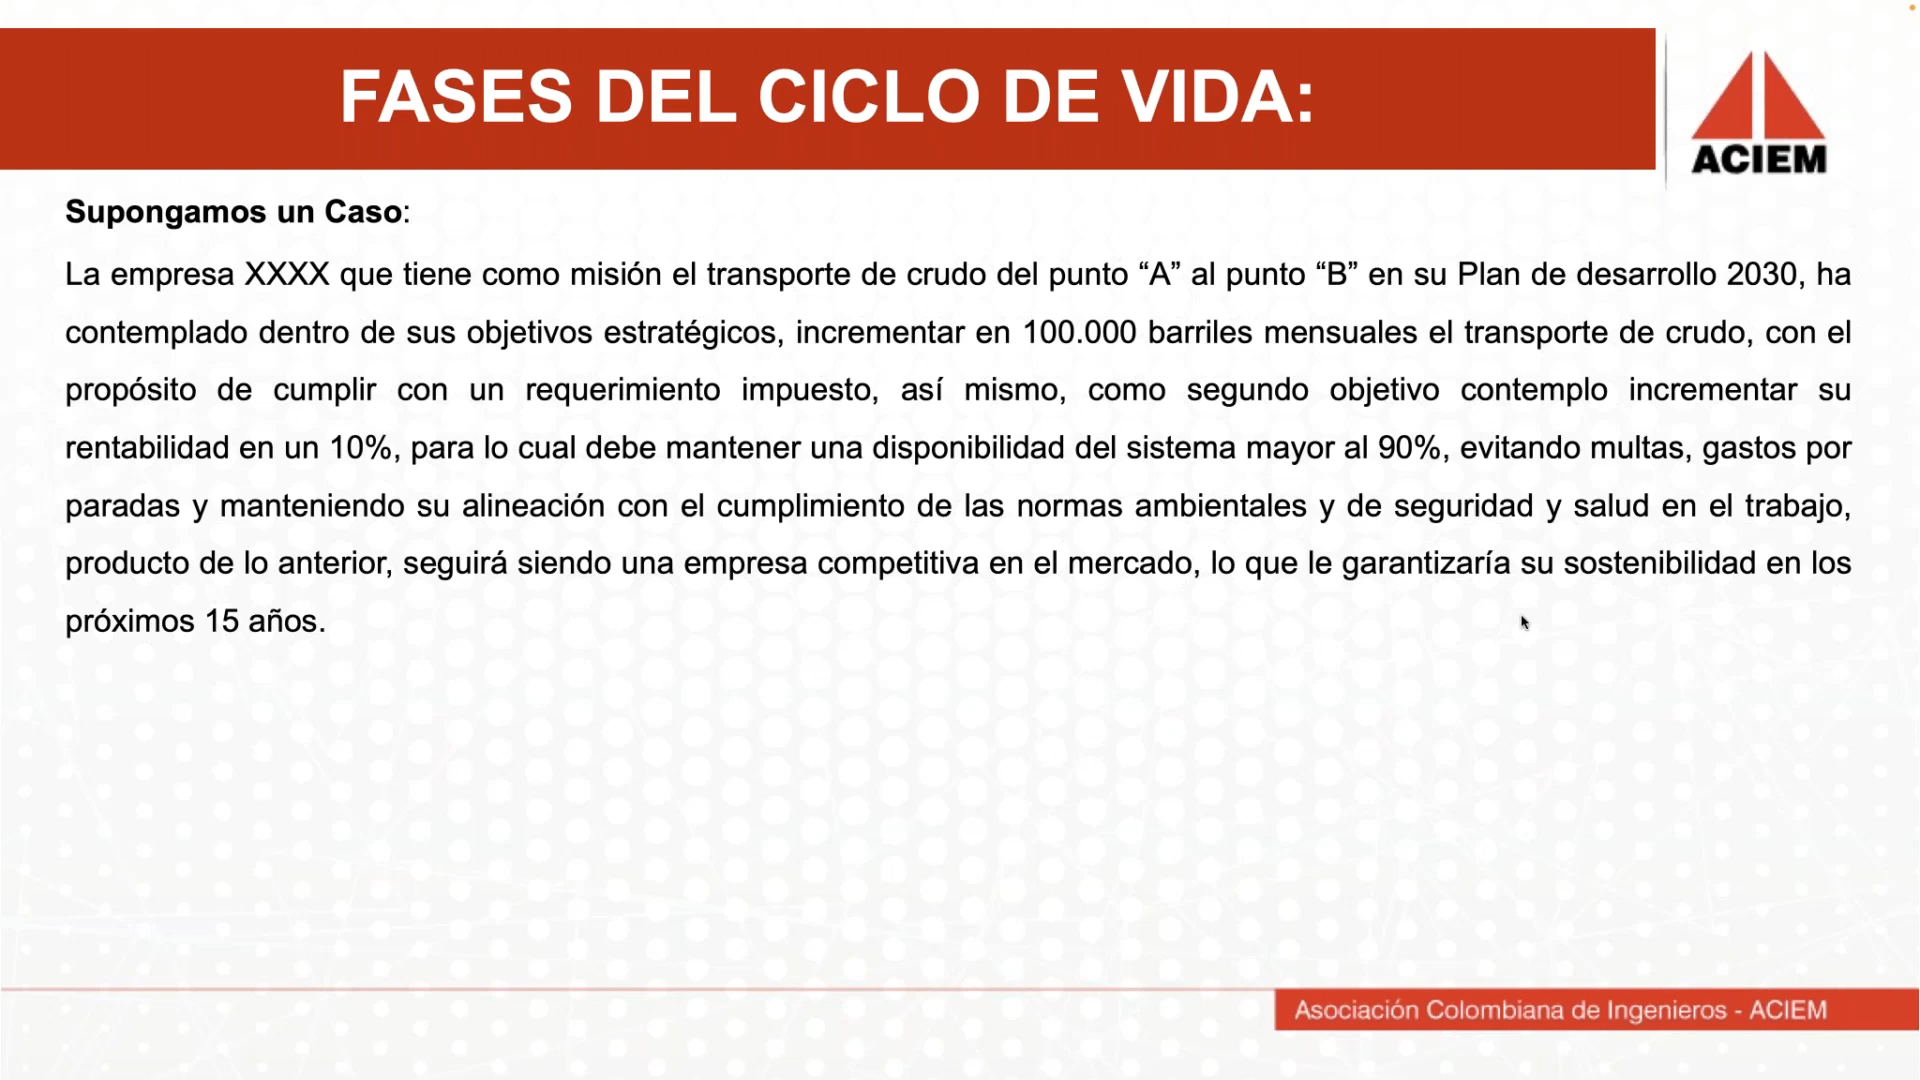 FASES DEL CICLO DE VIDA:
ACIEM
Supongamos un Caso:
La empresa XXXX que tiene como misión el transporte de crudo del punto “A” al punto “B” en su Plan de desarrollo 2030, ha
contemplado dentro de sus objetivos estratégicos, incrementar en 100.000 barriles mensuales el transporte de crudo, con el
propósito de cumplir con un requerimiento impuesto, así mismo, como segundo objetivo contemplo incrementar su
rentabilidad en un 10%, para lo cual debe mantener una disponibilidad del sistema mayor al 90%, evitando multas, gastos por
paradas y manteniendo su alineación con el cumplimiento de las normas ambientales y de seguridad y salud en el trabajo,
producto de lo anterior, seguirá siendo una empresa competitiva en el mercado, lo que le garantizaría su sostenibilidad en los
próximos 15 años.
Asociación Colombiana de Ingenieros - ACIEM